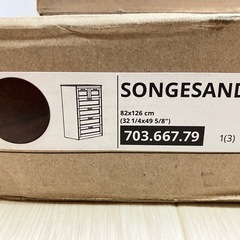 SONGESAND
82x126 cm
(32 1/4x49 5/8")
703.667.79
1(3)